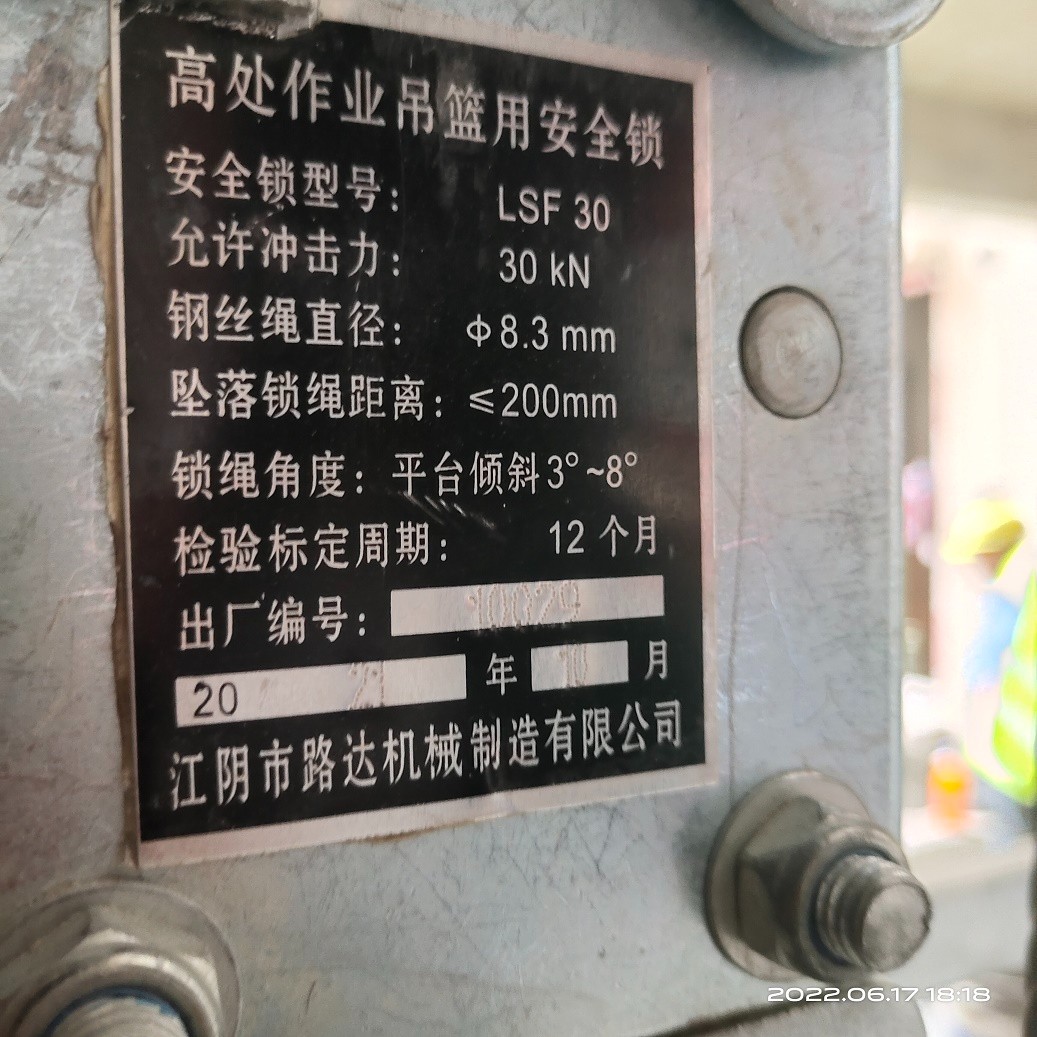 高处作业吊篮用安全锁
安全锁型号: LSF 30
允许冲击力: 30 kN
钢丝绳直径: Φ8.3 mm
坠落锁绳距离: ≤200mm
锁绳角度: 平台倾斜3°~8°
检验标定周期: 12 个月
出厂编号: 10029
20 21 年 10 月
江阴市路达机械制造有限公司
2022.06.17 18:18